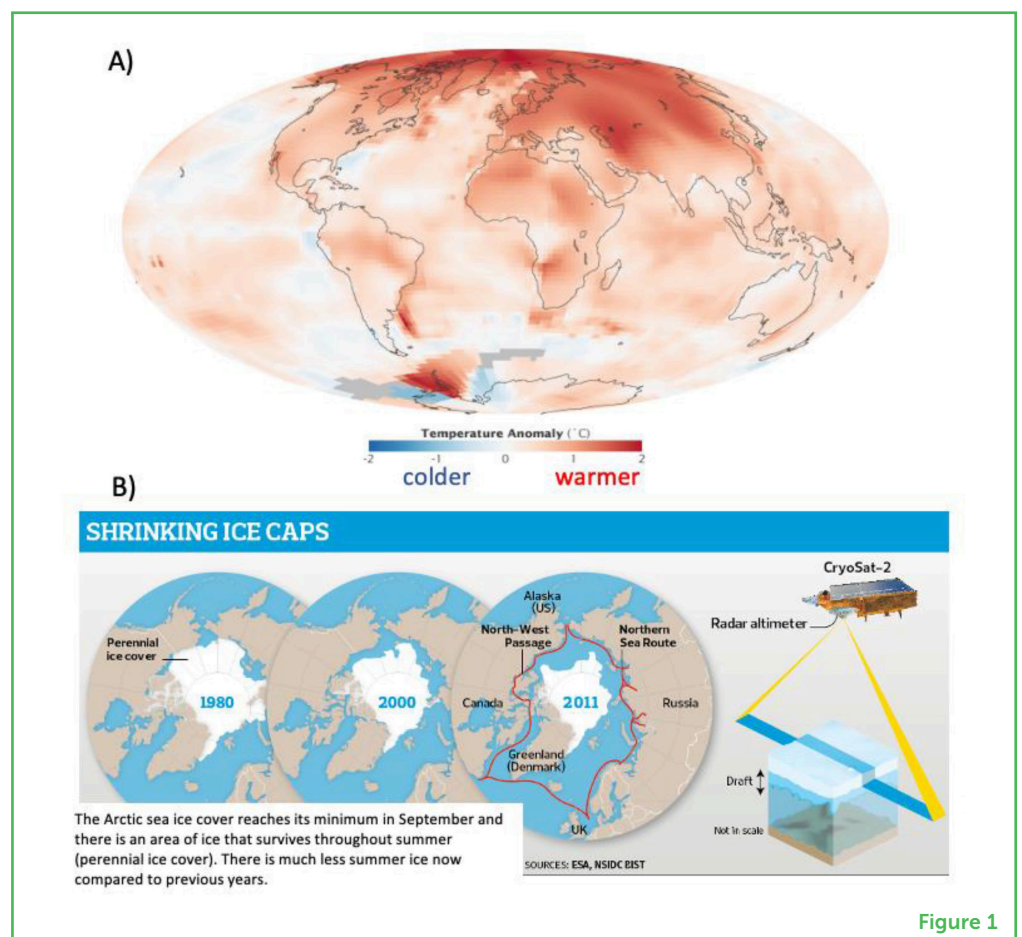 A)
Temperature Anomaly (˚C)
-2 -1 0 1 2
colder warmer
B)
SHRINKING ICE CAPS
Perennial
ice cover
1980
2000
2011
Alaska
(US)
North-West
Passage
Northern
Sea Route
Canada
Russia
Greenland
(Denmark)
UK
CryoSat-2
Radar altimeter
Draft
Not in scale
The Arctic sea ice cover reaches its minimum in September and
there is an area of ice that survives throughout summer
(perennial ice cover). There is much less summer ice now
compared to previous years.
SOURCES: ESA, NSIDC BIST
Figure 1